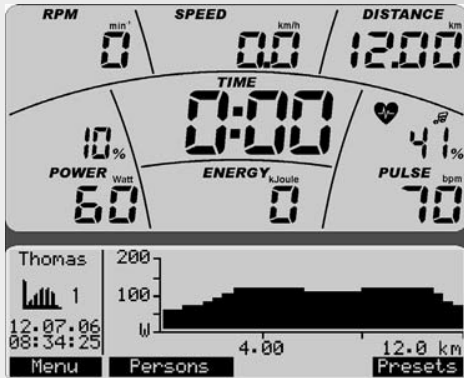 RPM SPEED DISTANCE
min⁻¹ km/h km
0 0.0 12.00
TIME
0:00
10% 41%
POWER Watt ENERGY kJoule PULSE bpm
60 0 70
Thomas 200
1 100
12.07.06 W
08:34:25 4.00 12.0 km
Menu Persons Presets